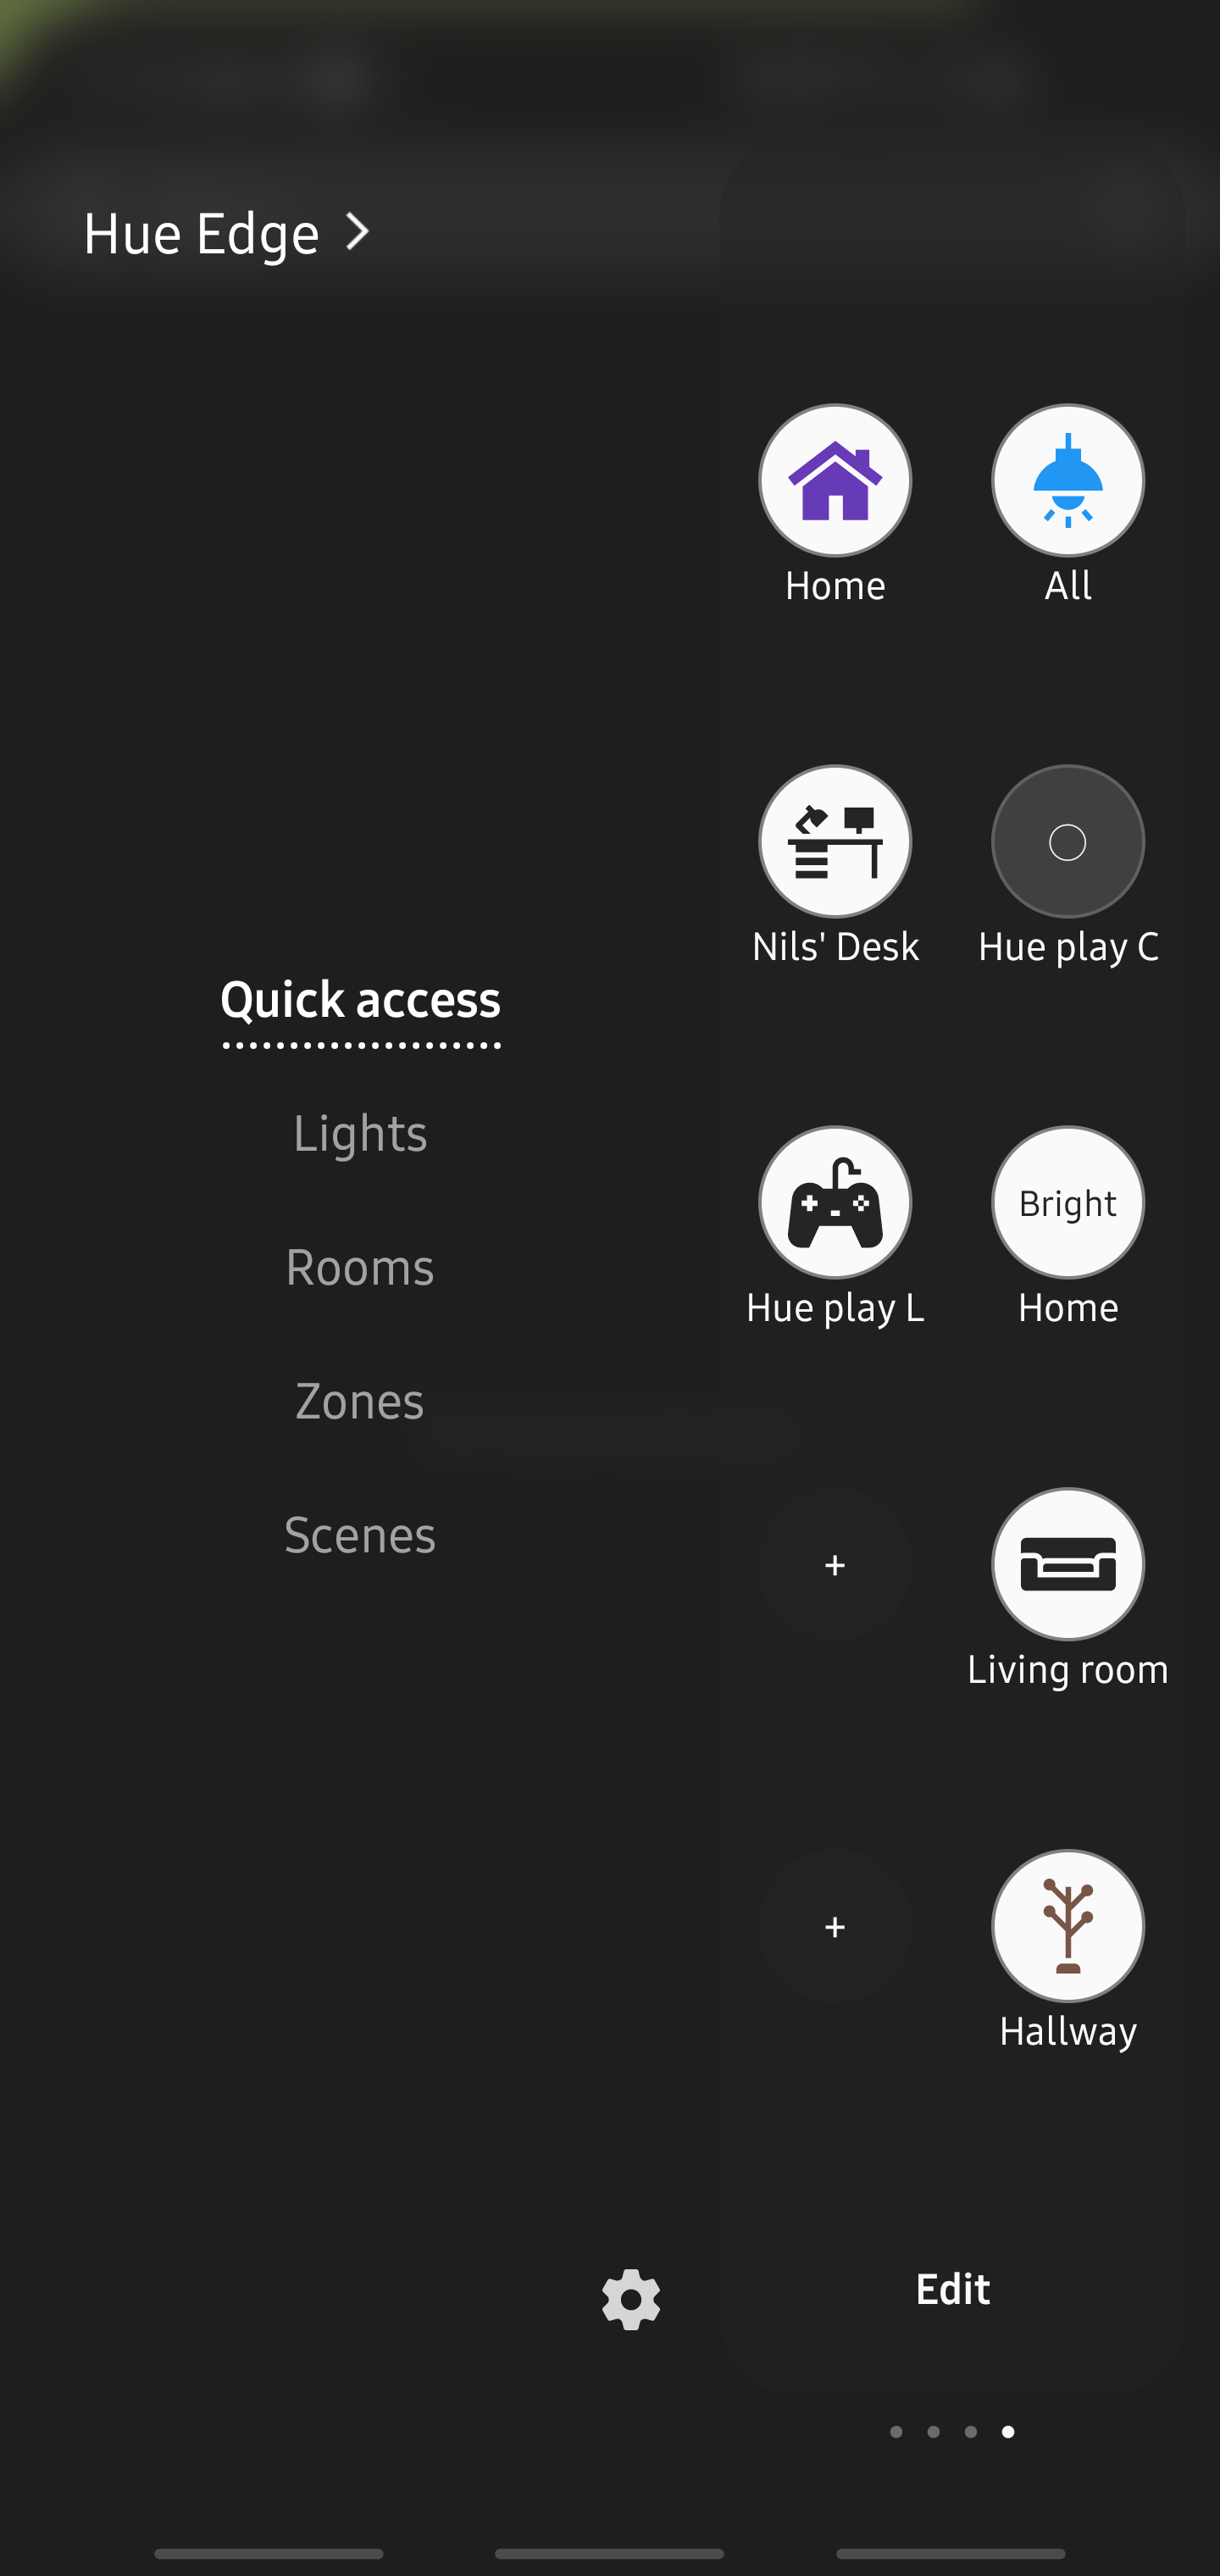 Hue Edge
Home
All
Nils' Desk
Hue play C
Quick access
Lights
Rooms
Zones
Scenes
Hue play L
Bright
Home
+
Living room
+
Hallway
Edit